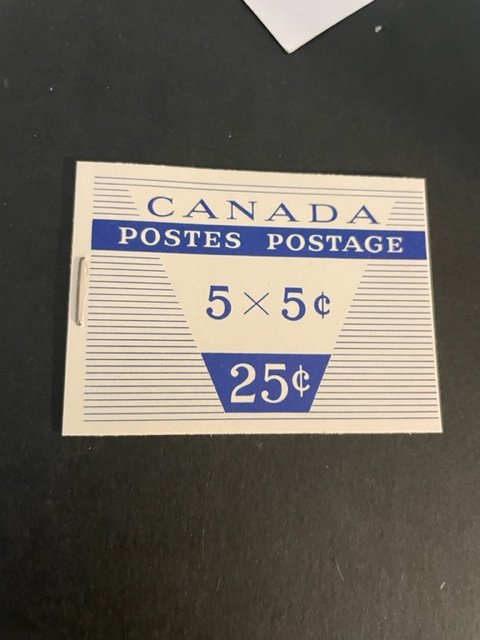 CANADA
POSTES POSTAGE
5 × 5¢
25¢